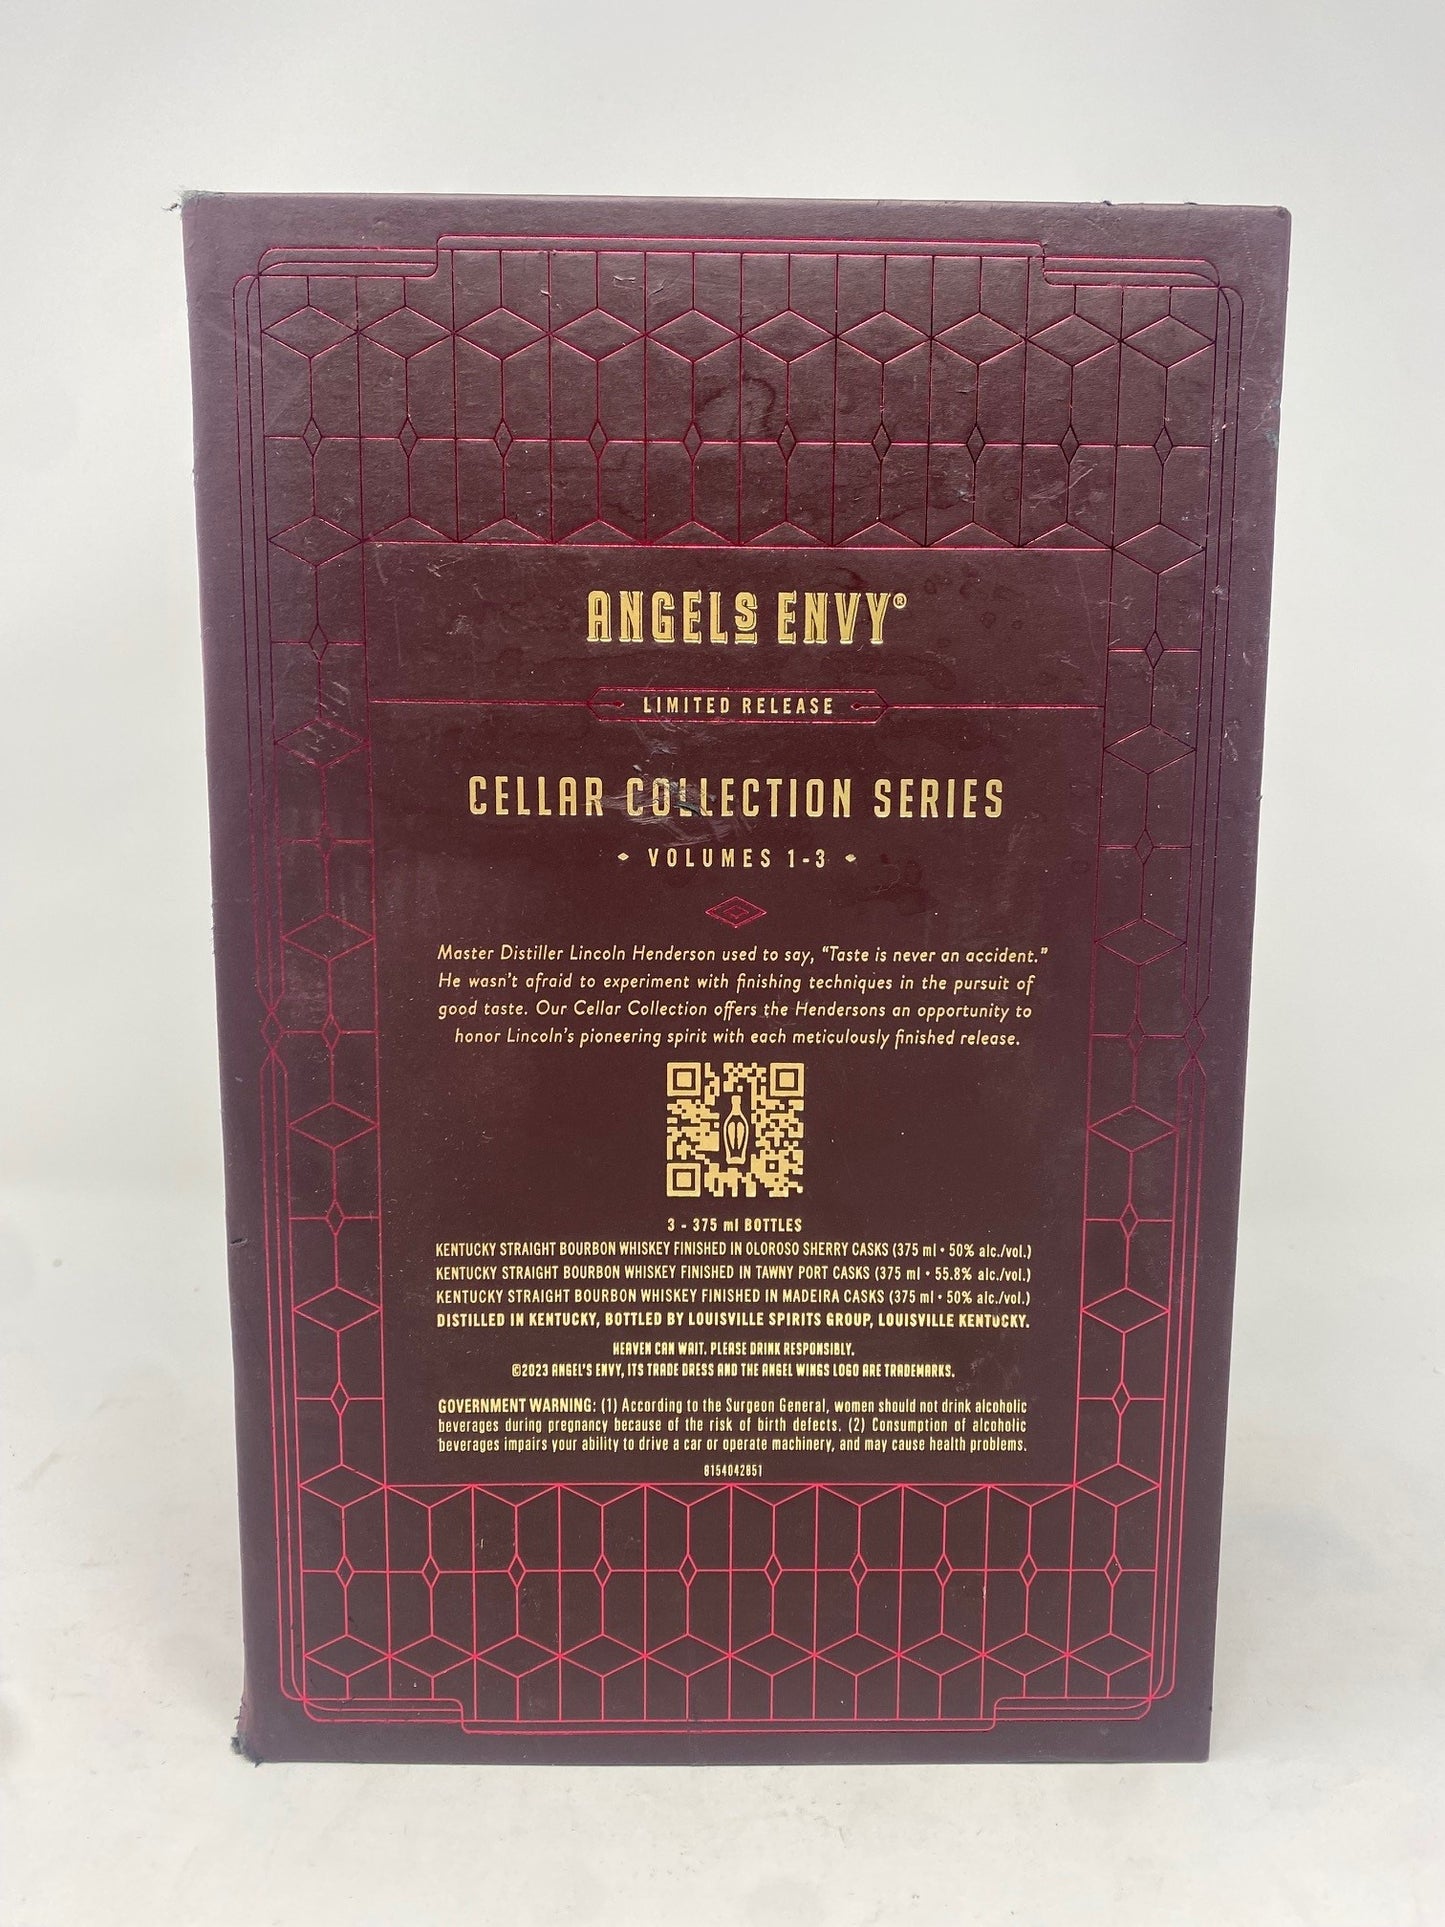 ANGELS ENVY®
LIMITED RELEASE
CELLAR COLLECTION SERIES
• VOLUMES 1-3 •
Master Distiller Lincoln Henderson used to say, “Taste is never an accident.”
He wasn't afraid to experiment with finishing techniques in the pursuit of
good taste. Our Cellar Collection offers the Hendersons an opportunity to
honor Lincoln's pioneering spirit with each meticulously finished release.
3 - 375 ml BOTTLES
KENTUCKY STRAIGHT BOURBON WHISKEY FINISHED IN OLOROSO SHERRY CASKS (375 ml • 50% alc./vol.)
KENTUCKY STRAIGHT BOURBON WHISKEY FINISHED IN TAWNY PORT CASKS (375 ml • 55.8% alc./vol.)
KENTUCKY STRAIGHT BOURBON WHISKEY FINISHED IN MADEIRA CASKS (375 ml • 50% alc./vol.)
DISTILLED IN KENTUCKY, BOTTLED BY LOUISVILLE SPIRITS GROUP, LOUISVILLE KENTUCKY.
HEAVEN CAN WAIT. PLEASE DRINK RESPONSIBLY.
©2023 ANGEL'S ENVY, ITS TRADE DRESS AND THE ANGEL WINGS LOGO ARE TRADEMARKS.
GOVERNMENT WARNING: (1) According to the Surgeon General, women should not drink alcoholic
beverages during pregnancy because of the risk of birth defects. (2) Consumption of alcoholic
beverages impairs your ability to drive a car or operate machinery, and may cause health problems.
8154042851